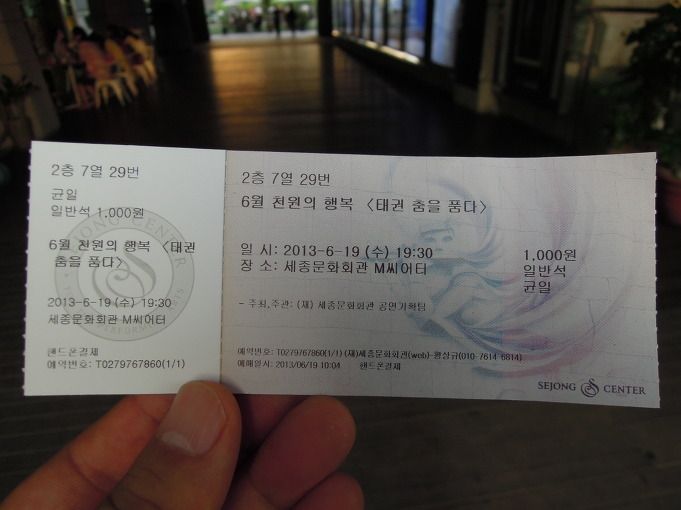 2층 7열 29번
균일
일반석 1,000원
6월 천원의 행복 <태권
춤을 품다>
2013-6-19 (수) 19:30
세종문화회관 M씨어터
핸드폰결제
예약번호: T0279767860(1/1)
2층 7열 29번
6월 천원의 행복 <태권 춤을 품다>
일 시: 2013-6-19 (수) 19:30
장 소: 세종문화회관 M씨어터
1,000원
일반석
균일
- 주최,주관: (재) 세종문화회관 공연기획팀
예약번호: T0279767860(1/1) (재)세종문화회관(web)-황상규(010-7614-6814)
예매일시: 2013/06/19 10:04 핸드폰결제
SEJONG CENTER